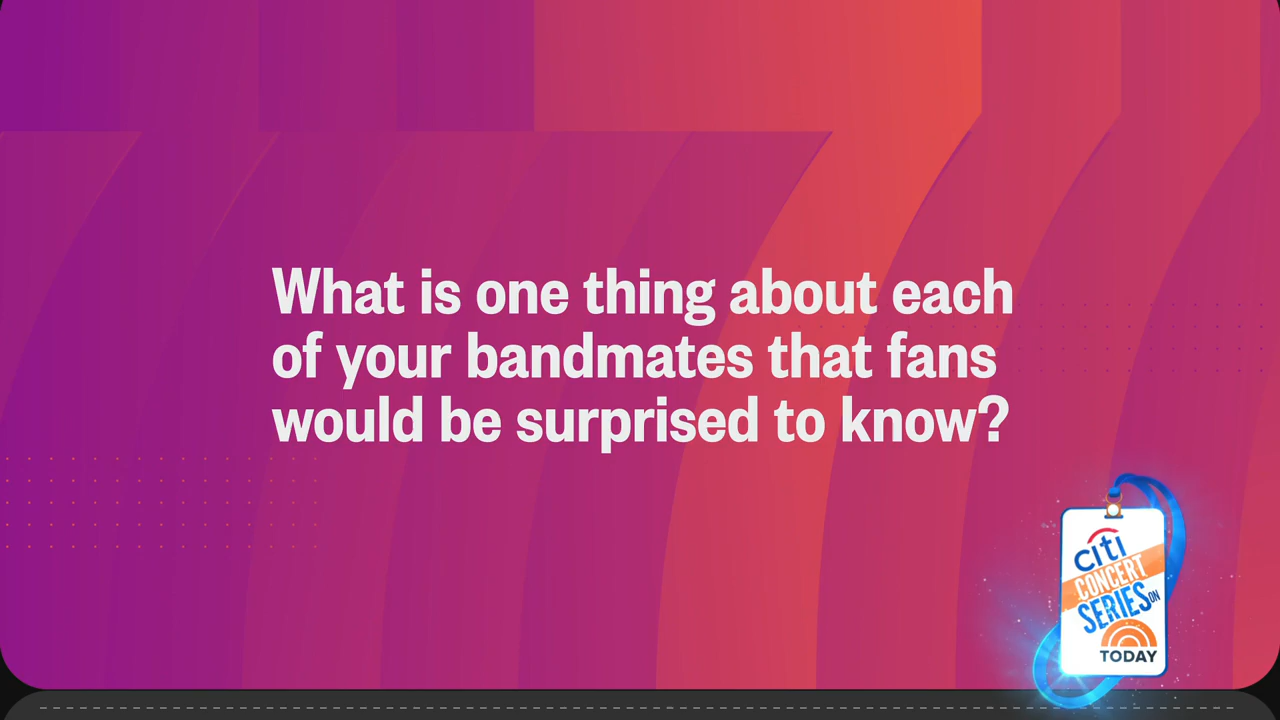 What is one thing about each
of your bandmates that fans
would be surprised to know?
citi
CONCERT
SERIES ON
TODAY